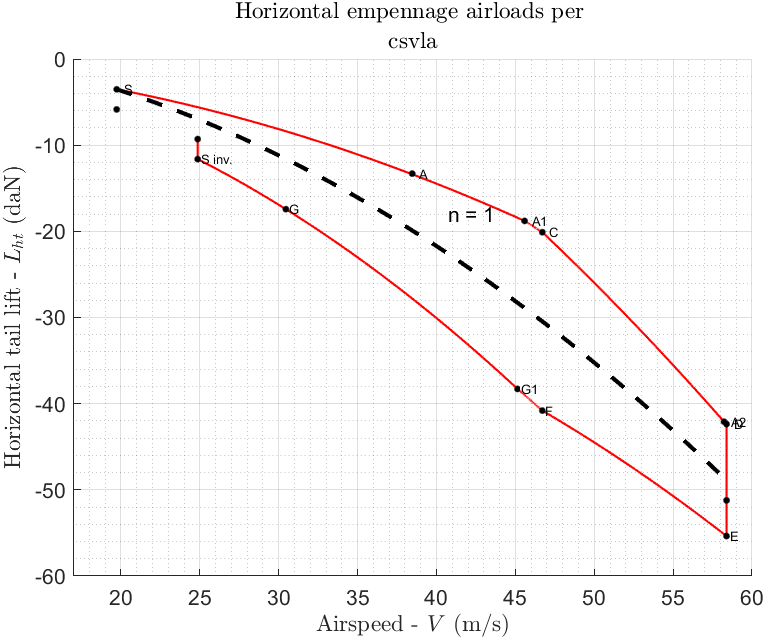 Horizontal empennage airloads per
csvla
Horizontal tail lift - L_ht (daN)
0
-10
-20
-30
-40
-50
-60
S
S inv.
A
G
n = 1
A1
C
G1
F
A2
D
E
20
25
30
35
40
45
50
55
60
Airspeed - V (m/s)